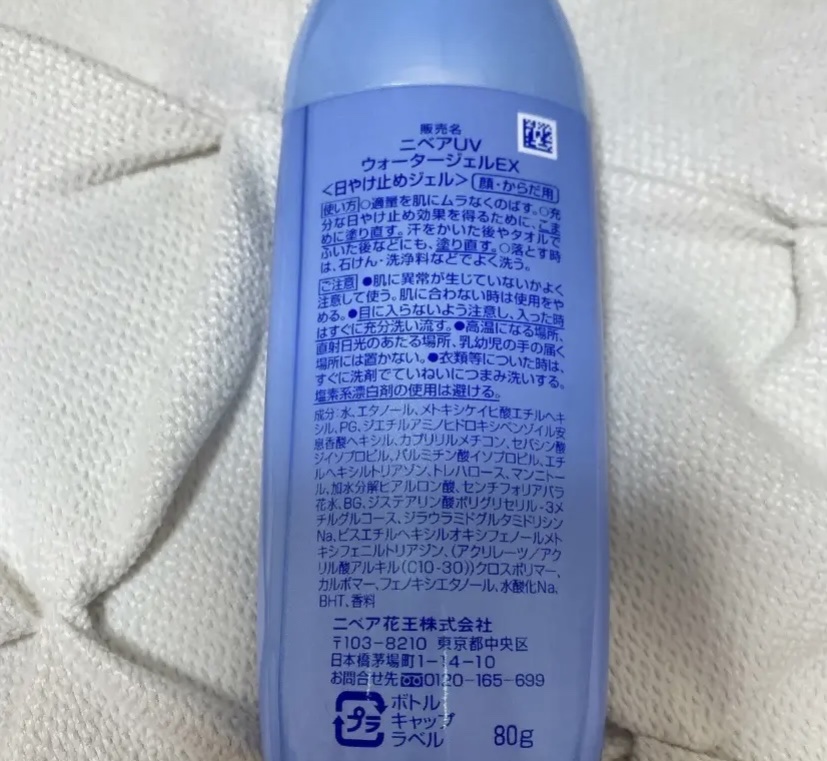 販売名
ニベアUV
ウォータージェルEX
＜日やけ止めジェル＞ 顔・からだ用
使い方 ○適量を肌にムラなくのばす。○充
分な日やけ止め効果を得るために、こま
めに塗り直す。汗をかいた後やタオルで
ふいた後などにも、塗り直す。○落とす時
は、石けん・洗浄料などでよく洗う。
ご注意 ●肌に異常が生じていないかよく
注意して使う。肌に合わない時は使用をや
める。●目に入らないよう注意し、入った時
はすぐに充分洗い流す。●高温になる場所、
直射日光のあたる場所、乳幼児の手の届く
場所には置かない。●衣類等についた時は、
すぐに洗剤でていねいにつまみ洗いする。
塩素系漂白剤の使用は避ける。
成分：水、エタノール、メトキシケイヒ酸エチルヘキ
シル、PG、ジエチルアミノヒドロキシベンゾイル安
息香酸ヘキシル、カプリリルメチコン、セバシン酸
ジイソプロピル、パルミチン酸イソプロピル、エチ
ルヘキシルトリアゾン、トレハロース、マンニトー
ル、加水分解ヒアルロン酸、センチフォリアバラ
花水、BG、ジステアリン酸ポリグリセリル-3メ
チルグルコース、ジラウラミドグルタミドリシン
Na、ビスエチルヘキシルオキシフェノールメト
キシフェニルトリアジン、（アクリレーツ／アク
リル酸アルキル（C10-30））クロスポリマー、
カルボマー、フェノキシエタノール、水酸化Na、
BHT、香料
ニベア花王株式会社
〒103-8210 東京都中央区
日本橋茅場町1-14-10
お問合せ先 0120-165-699
プラ
ボトル
キャップ
ラベル
80g